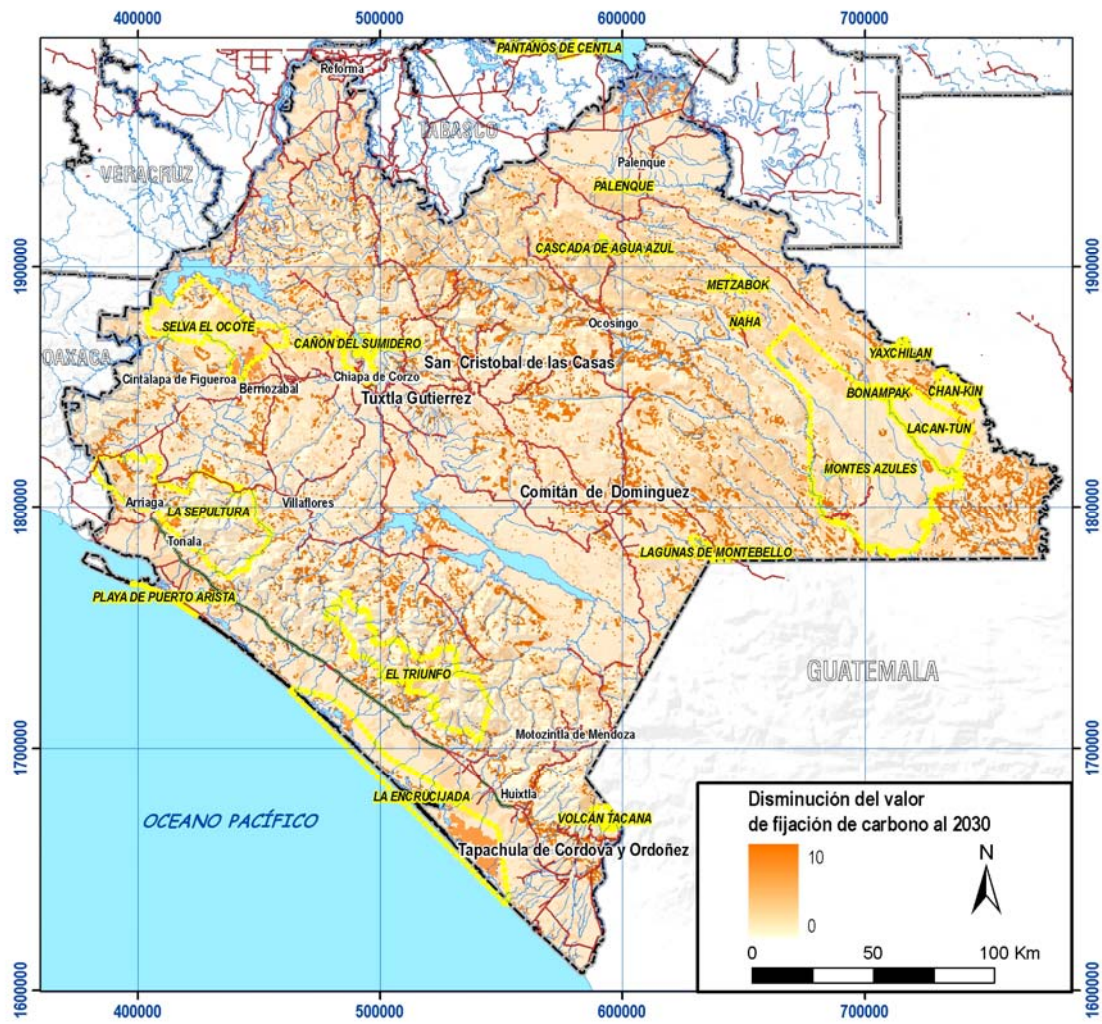 400000
500000
600000
700000
PANTANOS DE CENTLA
Reforma
TABASCO
VERACRUZ
Palenque
PALENQUE
CASCADA DE AGUA AZUL
1900000
1900000
METZABOK
SELVA EL OCOTE
CAÑON DEL SUMIDERO
Ocosingo
NAHA
OAXACA
YAXCHILAN
San Cristobal de las Casas
Cintalapa de Figueroa
Chiapa de Corzo
Berriozábal
BONAMPAK
CHAN-KIN
Tuxtla Gutierrez
LACAN-TUN
MONTES AZULES
Comitán de Dominguez
Arriaga
LA SEPULTURA
Villaflores
1800000
1800000
Tonala
LAGUNAS DE MONTEBELLO
PLAYA DE PUERTO ARISTA
EL TRIUNFO
GUATEMALA
Motozintla de Mendoza
1700000
1700000
LA ENCRUCIJADA
Huixtla
OCEANO PACÍFICO
VOLCÁN TACANA
Tapachula de Cordova y Ordoñez
Disminución del valor
de fijación de carbono al 2030
10
0
N
0 50 100 Km
1600000
1600000
400000
500000
600000
700000